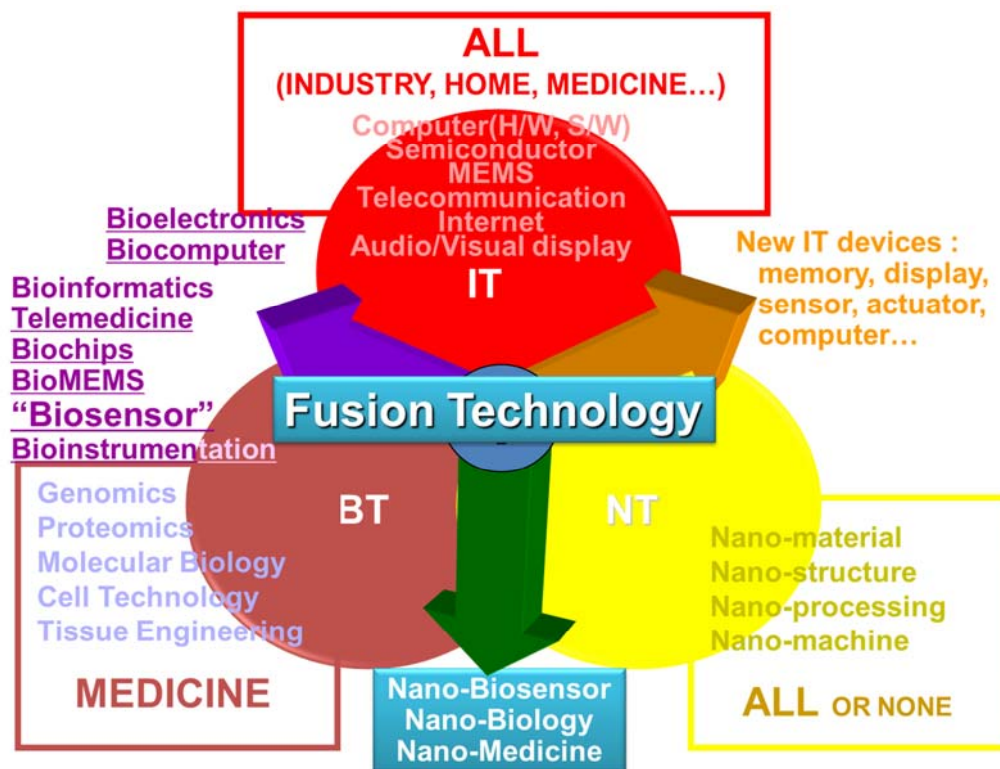 ALL
(INDUSTRY, HOME, MEDICINE…)
Computer(H/W, S/W)
Semiconductor
MEMS
Telecommunication
Internet
Audio/Visual display
IT
Bioelectronics
Biocomputer
Bioinformatics
Telemedicine
Biochips
BioMEMS
“Biosensor”
Bioinstrumentation
New IT devices :
memory, display,
sensor, actuator,
computer…
Fusion Technology
BT
NT
Genomics
Proteomics
Molecular Biology
Cell Technology
Tissue Engineering
MEDICINE
Nano-material
Nano-structure
Nano-processing
Nano-machine
ALL OR NONE
Nano-Biosensor
Nano-Biology
Nano-Medicine